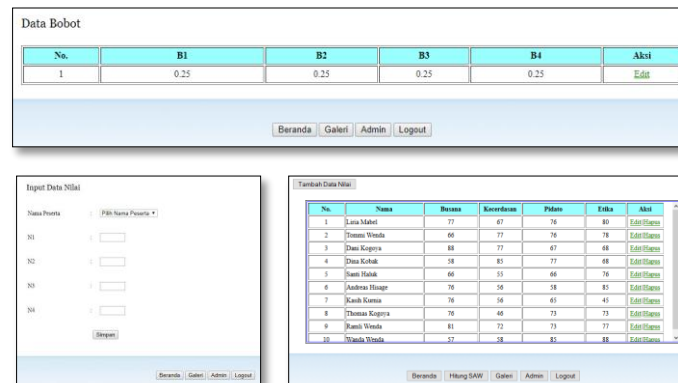 Data Bobot
No. B1 B2 B3 B4 Aksi
1 0.25 0.25 0.25 0.25 Edit
Beranda Galeri Admin Logout
Input Data Nilai
Nama Peserta : Pilih Nama Peserta
N1 :
N2 :
N3 :
N4 :
Simpan
Beranda Galeri Admin Logout
Tambah Data Nilai
No. Nama Busana Kecerdasan Pidato Etika Aksi
1 Liria Mabel 77 67 76 80 Edit|Hapus
2 Tommi Wenda 66 77 76 78 Edit|Hapus
3 Dani Kogoya 88 77 67 68 Edit|Hapus
4 Dina Kobak 58 85 77 68 Edit|Hapus
5 Santi Haluk 66 55 66 76 Edit|Hapus
6 Andreas Hisage 76 56 58 85 Edit|Hapus
7 Kasih Kurnia 76 56 65 45 Edit|Hapus
8 Thomas Kogoya 76 46 73 73 Edit|Hapus
9 Ramli Wenda 81 72 73 77 Edit|Hapus
10 Wanda Wenda 57 58 85 88 Edit|Hapus
Beranda Hitung SAW Galeri Admin Logout